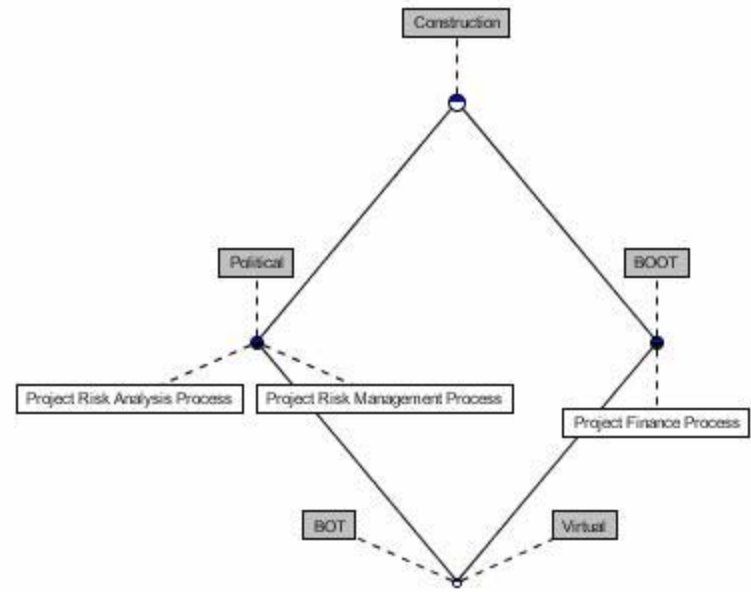 Construction
Political
BOOT
Project Risk Analysis Process
Project Risk Management Process
Project Finance Process
BOT
Virtual